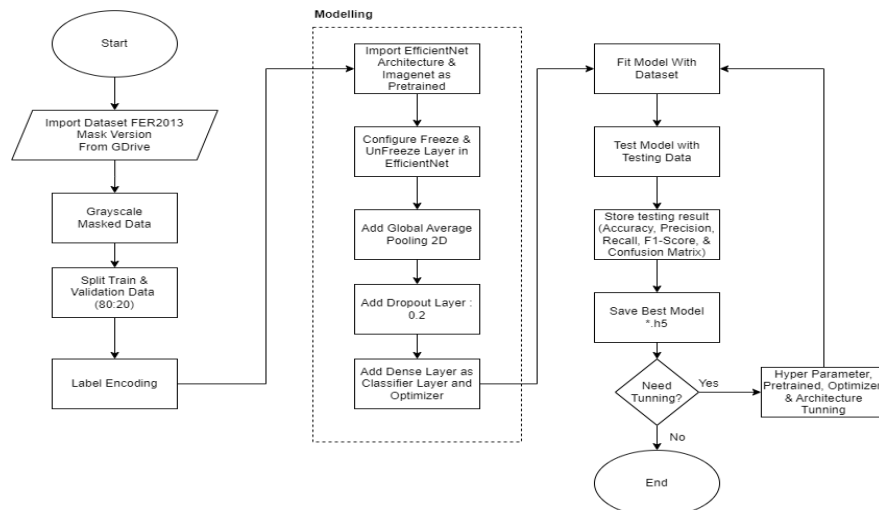 Start
Import Dataset FER2013
Mask Version
From GDrive
Grayscale
Masked Data
Split Train &
Validation Data
(80:20)
Label Encoding
Modelling
Import EfficientNet
Architecture &
Imagenet as
Pretrained
Configure Freeze &
UnFreeze Layer in
EfficientNet
Add Global Average
Pooling 2D
Add Dropout Layer :
0.2
Add Dense Layer as
Classifier Layer and
Optimizer
Fit Model With
Dataset
Test Model with
Testing Data
Store testing result
(Accuracy, Precision,
Recall, F1-Score, &
Confusion Matrix)
Save Best Model
*.h5
Need
Tunning?
Yes
Hyper Parameter,
Pretrained, Optimizer
& Architecture
Tunning
No
End